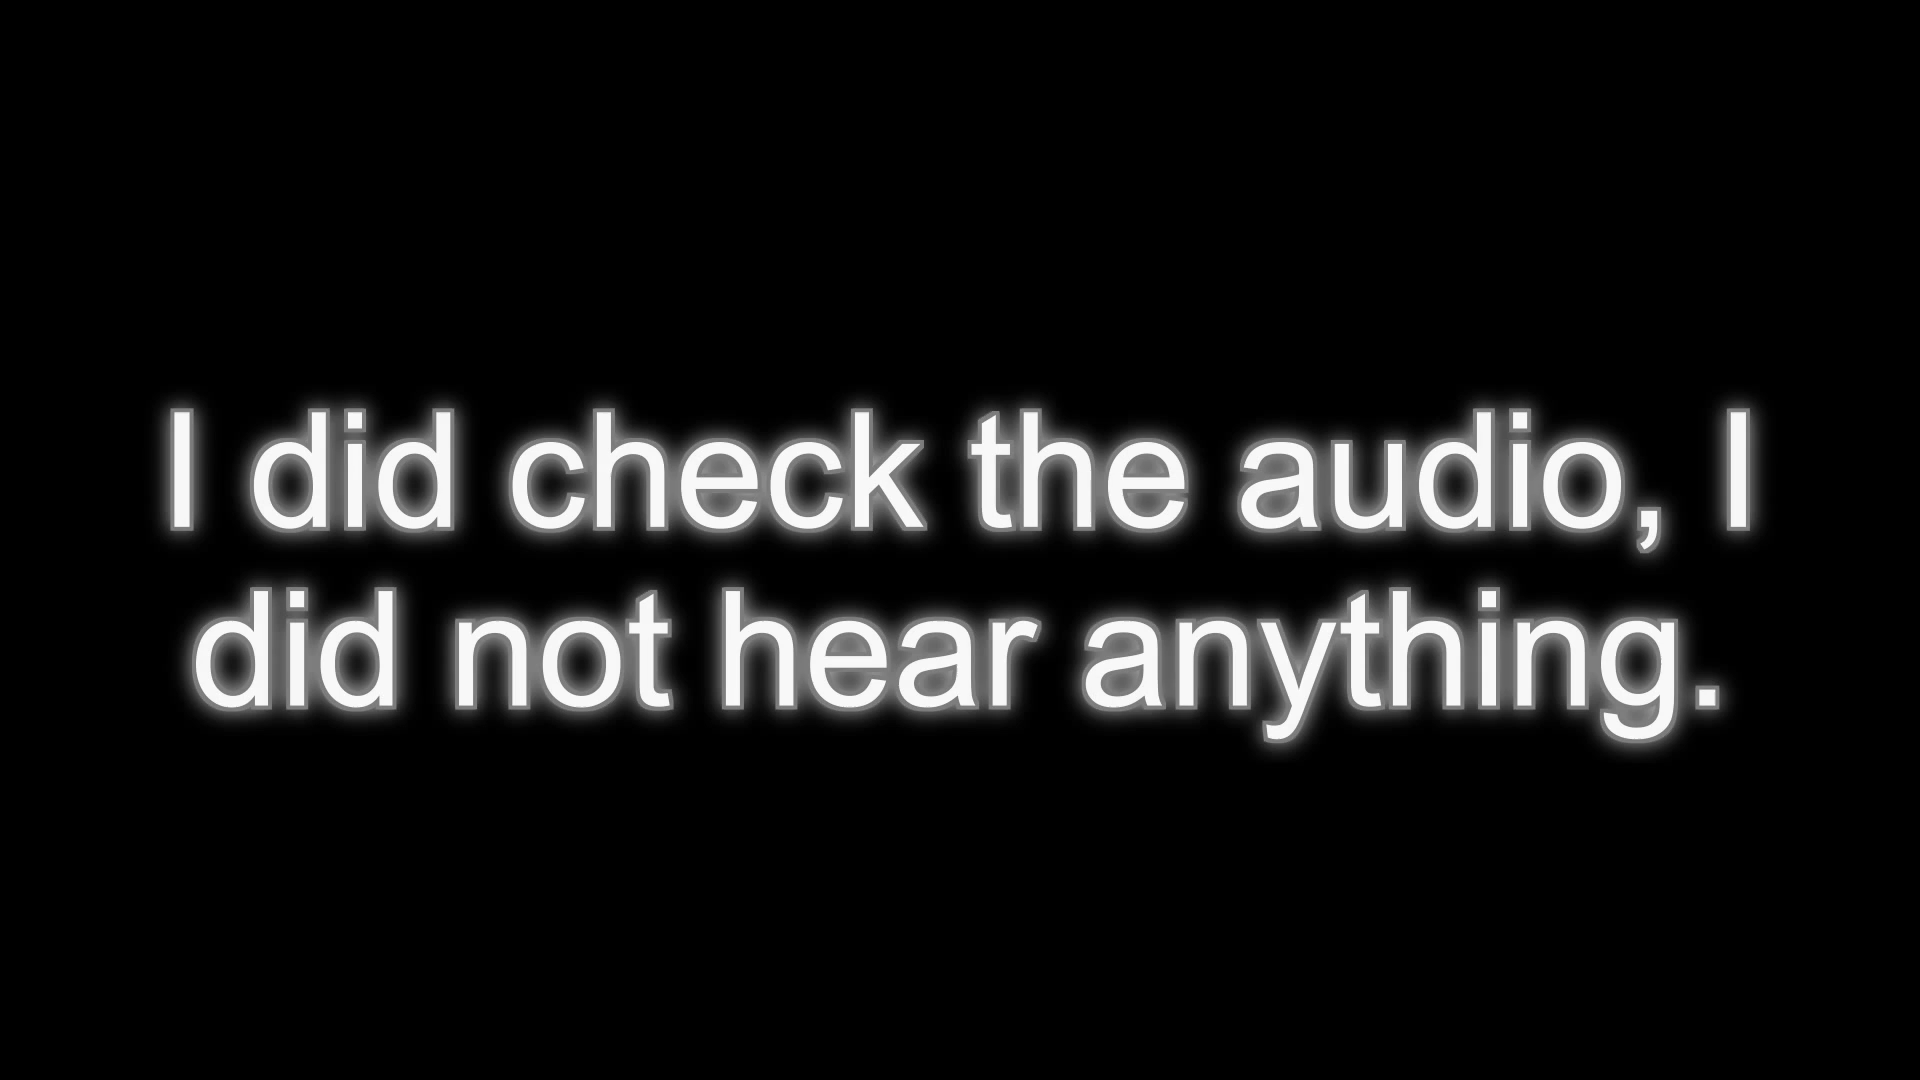 I did check the audio, I
did not hear anything.